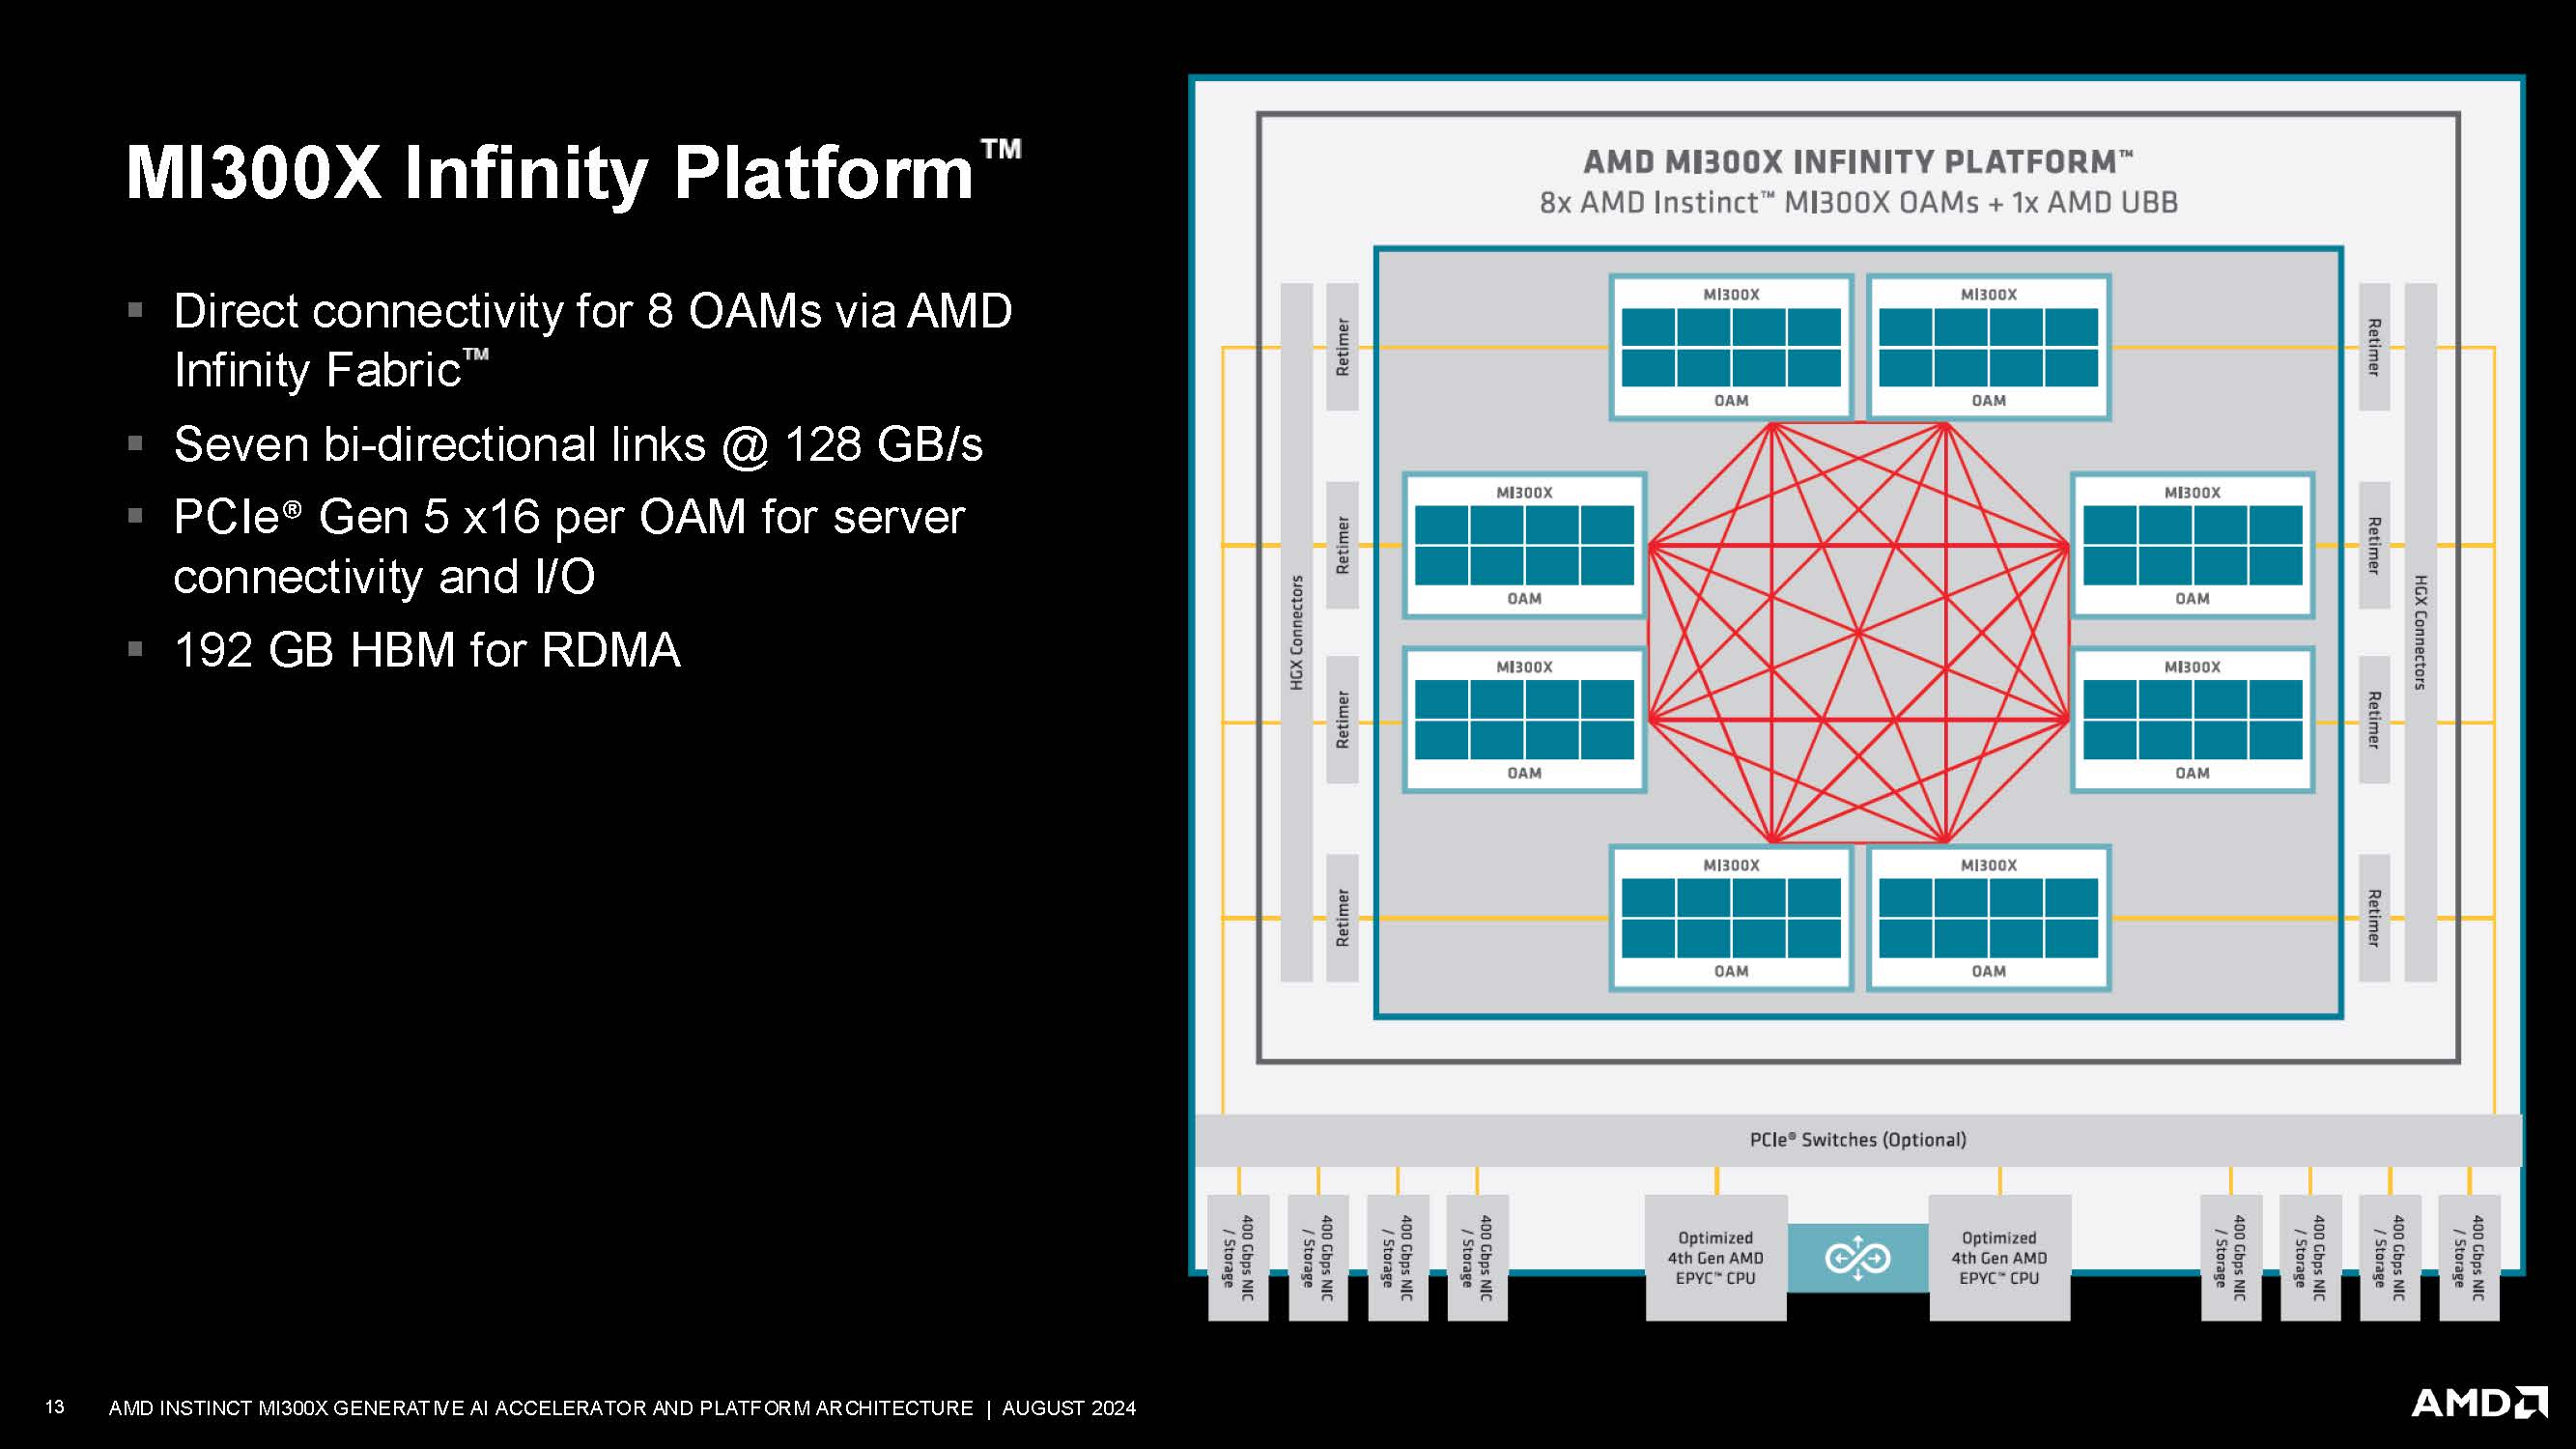 MI300X Infinity Platform™
▪ Direct connectivity for 8 OAMs via AMD
Infinity Fabric™
▪ Seven bi-directional links @ 128 GB/s
▪ PCIe® Gen 5 x16 per OAM for server
connectivity and I/O
▪ 192 GB HBM for RDMA
AMD MI300X INFINITY PLATFORM™
8x AMD Instinct™ MI300X OAMs + 1x AMD UBB
MI300X
OAM
MI300X
OAM
MI300X
OAM
MI300X
OAM
MI300X
OAM
MI300X
OAM
MI300X
OAM
MI300X
OAM
HGX Connectors
Retimer
Retimer
Retimer
Retimer
Retimer
Retimer
Retimer
Retimer
HGX Connectors
PCIe® Switches (Optional)
400 Gbps NIC
/ Storage
400 Gbps NIC
/ Storage
400 Gbps NIC
/ Storage
400 Gbps NIC
/ Storage
Optimized
4th Gen AMD
EPYC™ CPU
Optimized
4th Gen AMD
EPYC™ CPU
400 Gbps NIC
/ Storage
400 Gbps NIC
/ Storage
400 Gbps NIC
/ Storage
400 Gbps NIC
/ Storage
13 AMD INSTINCT MI300X GENERATIVE AI ACCELERATOR AND PLATFORM ARCHITECTURE | AUGUST 2024
AMD